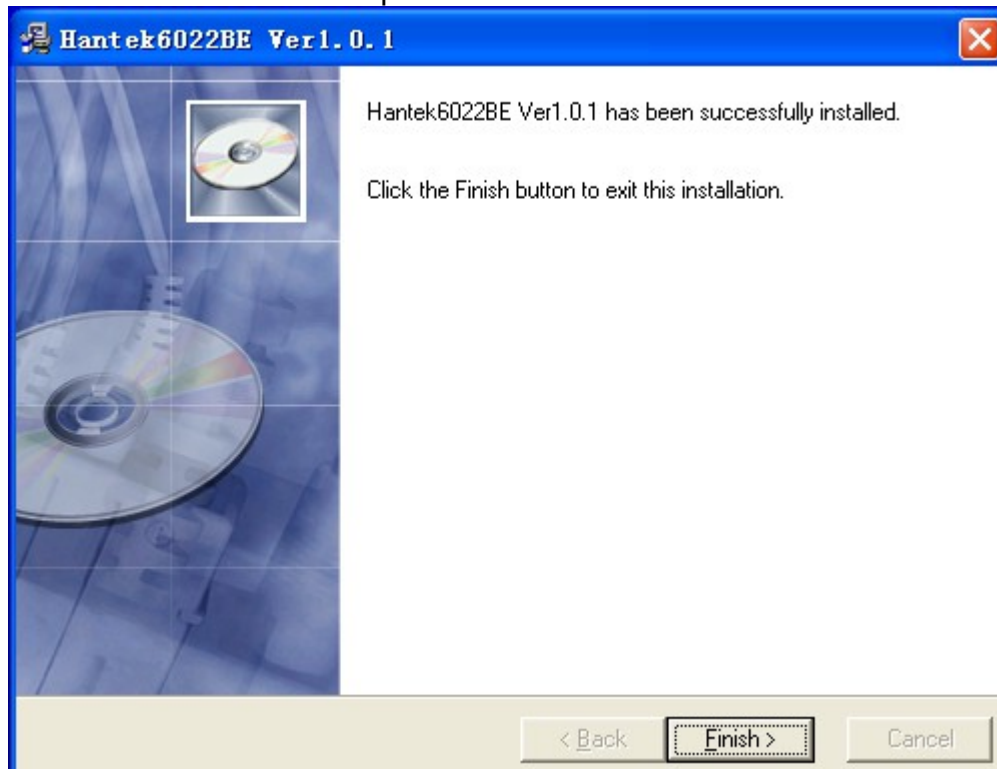 Hantek6022BE Ver1.0.1
Hantek6022BE Ver1.0.1 has been successfully installed.
Click the Finish button to exit this installation.
< Back Finish > Cancel